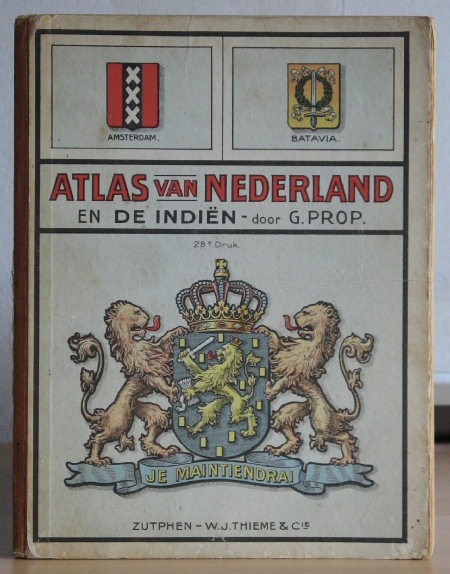 AMSTERDAM.
BATAVIA.
ATLAS VAN NEDERLAND
EN DE INDIËN - door G. PROP.
28e Druk.
JE MAINTIENDRAI
ZUTPHEN - W. J. THIEME & Cie